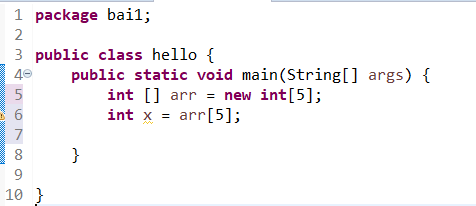 1 package bai1;
2
3 public class hello {
4 public static void main(String[] args) {
5 int [] arr = new int[5];
6 int x = arr[5];
7
8 }
9
10 }